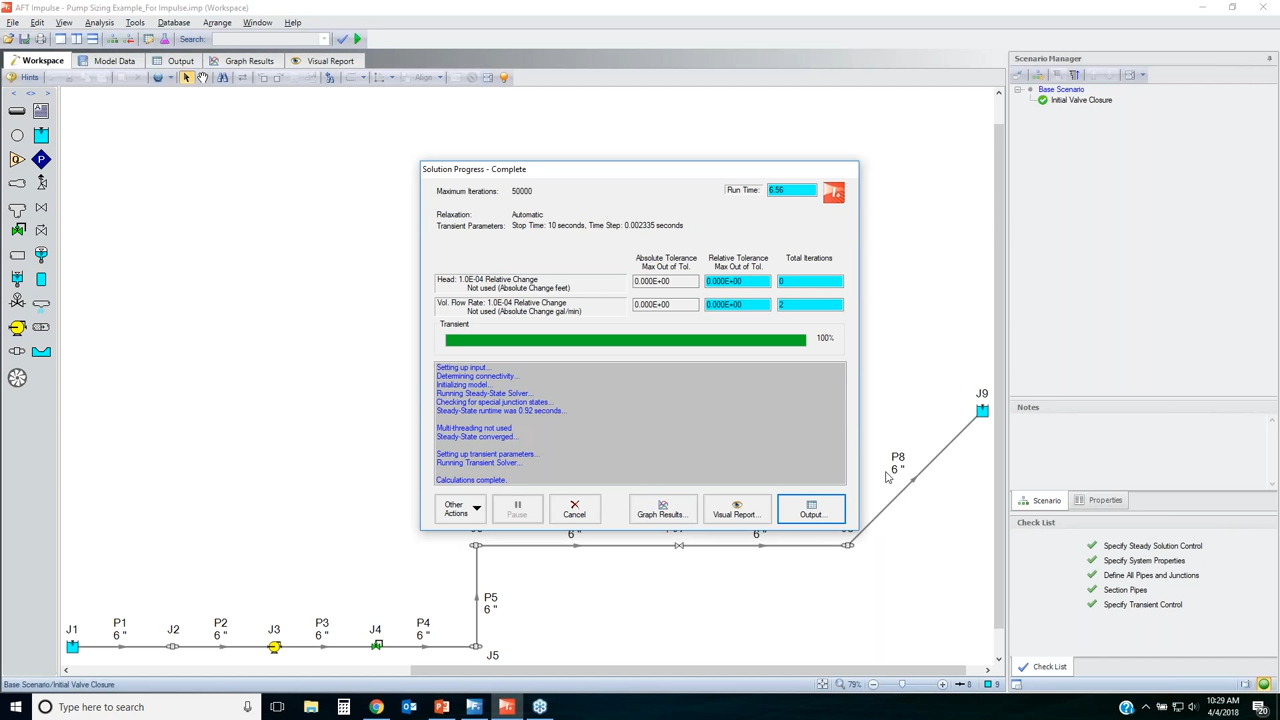 AFT Impulse - Pump Sizing Example_For Impulse.imp (Workspace)
File Edit View Analysis Tools Database Arrange Window Help
Search:
Workspace Model Data Output Graph Results Visual Report
Hints Align
Scenario Manager
Base Scenario
Initial Valve Closure
Solution Progress - Complete
Maximum Iterations: 50000
Run Time: 6.56
Relaxation: Automatic
Transient Parameters: Stop Time: 10 seconds, Time Step: 0.002335 seconds
Absolute Tolerance Relative Tolerance Total Iterations
Max Out of Tol. Max Out of Tol.
Head: 1.0E-04 Relative Change 0.000E+00 0.000E+00 0
Not used (Absolute Change feet)
Vol. Flow Rate: 1.0E-04 Relative Change 0.000E+00 0.000E+00 2
Not used (Absolute Change gal/min)
Transient
100%
Setting up input...
Determining connectivity...
Initializing model...
Running Steady-State Solver...
Checking for special junction states...
Steady-State runtime was 0.92 seconds...
Multi-threading not used
Steady-State converged...
Setting up transient parameters...
Running Transient Solver...
Calculations complete.
Other Actions Pause Cancel Graph Results... Visual Report... Output...
J9
P8
6 "
6 " 6 "
P5
6 "
J1 P1 J2 P2 J3 P3 J4 P4
6 " 6 " 6 " 6 "
J5
Notes
Scenario Properties
Check List
Specify Steady Solution Control
Specify System Properties
Define All Pipes and Junctions
Section Pipes
Specify Transient Control
Check List
Base Scenario/Initial Valve Closure
79%
8 9
Type here to search
10:29 AM
4/4/2018
20